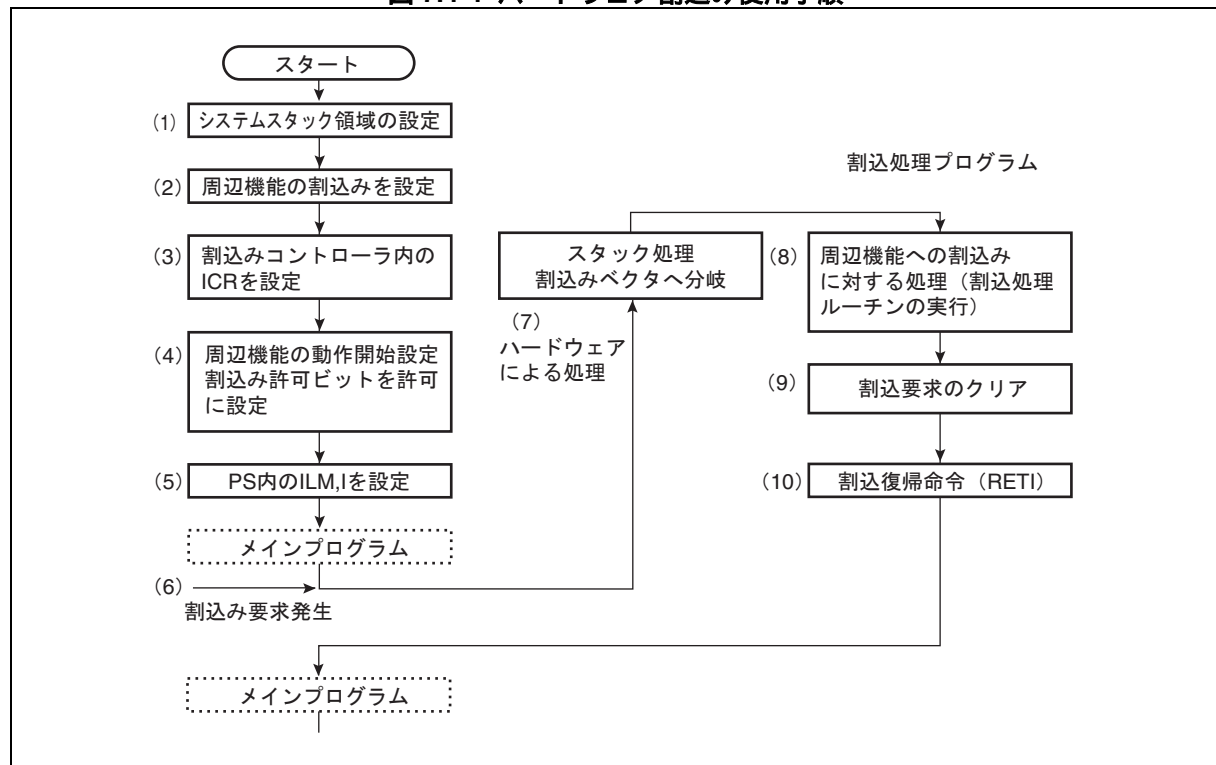 スタート
(1) システムスタック領域の設定
(2) 周辺機能の割込みを設定
(3) 割込みコントローラ内の
ICRを設定
(4) 周辺機能の動作開始設定
割込み許可ビットを許可
に設定
(5) PS内のILM,Iを設定
メインプログラム
(6)
割込み要求発生
メインプログラム
スタック処理
割込みベクタへ分岐
(7)
ハードウェア
による処理
割込処理プログラム
(8) 周辺機能への割込み
に対する処理（割込処理
ルーチンの実行）
(9) 割込要求のクリア
(10) 割込復帰命令（RETI）